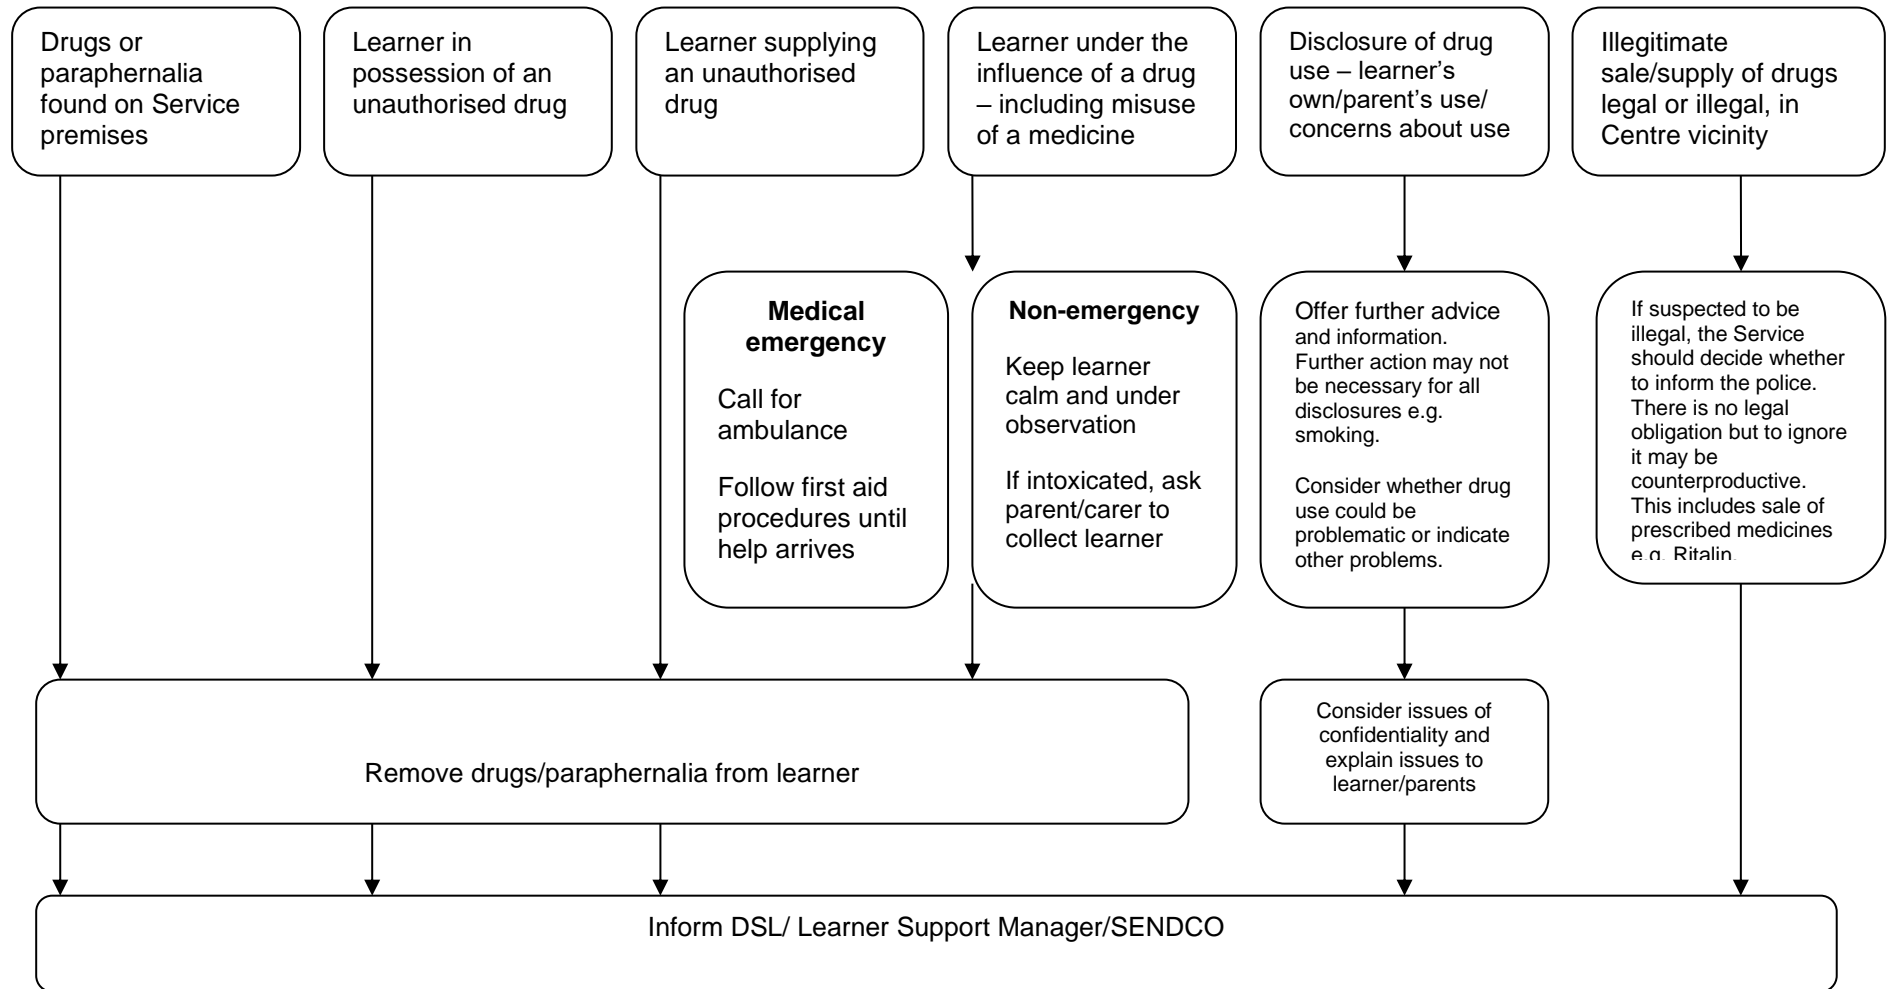 Drugs or
paraphernalia
found on Service
premises
Learner in
possession of an
unauthorised drug
Learner supplying
an unauthorised
drug
Learner under the
influence of a drug
– including misuse
of a medicine
Disclosure of drug
use – learner's
own/parent's use/
concerns about use
Illegitimate
sale/supply of drugs
legal or illegal, in
Centre vicinity
Medical
emergency
Call for
ambulance
Follow first aid
procedures until
help arrives
Non-emergency
Keep learner
calm and under
observation
If intoxicated, ask
parent/carer to
collect learner
Offer further advice
and information.
Further action may not
be necessary for all
disclosures e.g.
smoking.
Consider whether drug
use could be
problematic or indicate
other problems.
If suspected to be
illegal, the Service
should decide whether
to inform the police.
There is no legal
obligation but to ignore
it may be
counterproductive.
This includes sale of
prescribed medicines
e.g. Ritalin.
Remove drugs/paraphernalia from learner
Consider issues of
confidentiality and
explain issues to
learner/parents
Inform DSL/ Learner Support Manager/SENDCO